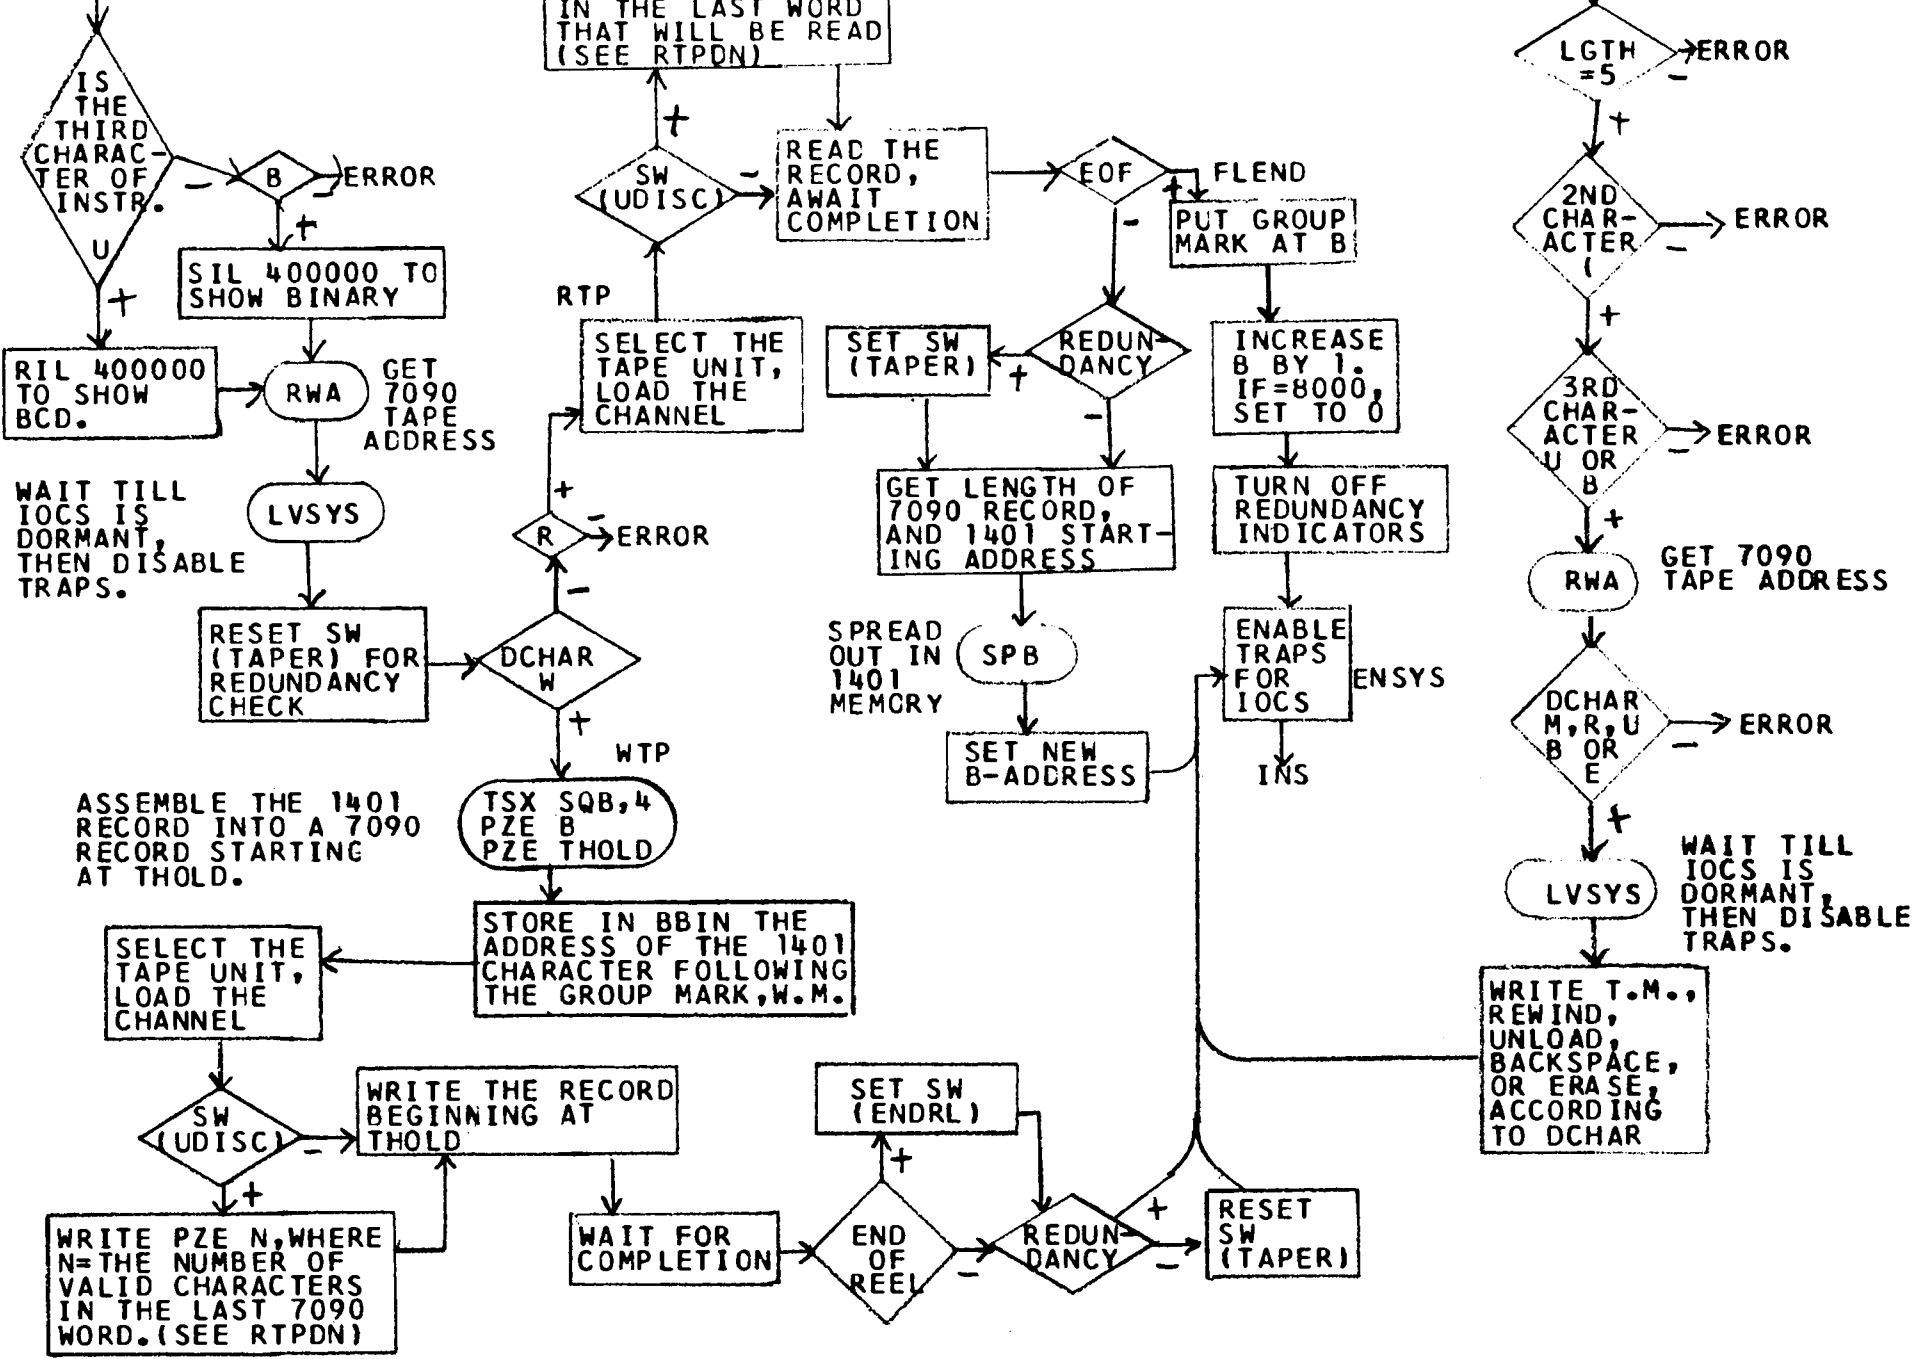 IS
THE
THIRD
CHARAC-
TER OF
INSTR.
U
+
-
B
-
ERROR
+
SIL 400000 TO
SHOW BINARY
RIL 400000
TO SHOW
BCD.
RWA
GET
7090
TAPE
ADDRESS
WAIT TILL
IOCS IS
DORMANT,
THEN DISABLE
TRAPS.
LVSYS
RESET SW
(TAPER) FOR
REDUNDANCY
CHECK
DCHAR
W
-
R
-
ERROR
+
RTP
SELECT THE
TAPE UNIT,
LOAD THE
CHANNEL
SW
(UDISC)
+
-
IN THE LAST WORD
THAT WILL BE READ
(SEE RTPDN)
READ THE
RECORD,
AWAIT
COMPLETION
EOF
+
FLEND
-
PUT GROUP
MARK AT B
INCREASE
B BY 1.
IF=8000,
SET TO 0
TURN OFF
REDUNDANCY
INDICATORS
ENABLE
TRAPS
FOR
IOCS
ENSYS
INS
REDUN-
DANCY
+
-
SET SW
(TAPER)
GET LENGTH OF
7090 RECORD,
AND 1401 START-
ING ADDRESS
SPREAD
OUT IN
1401
MEMORY
SPB
SET NEW
B-ADDRESS
+
WTP
ASSEMBLE THE 1401
RECORD INTO A 7090
RECORD STARTING
AT THOLD.
TSX SQB,4
PZE B
PZE THOLD
STORE IN BBIN THE
ADDRESS OF THE 1401
CHARACTER FOLLOWING
THE GROUP MARK,W.M.
SELECT THE
TAPE UNIT,
LOAD THE
CHANNEL
SW
(UDISC)
-
+
WRITE THE RECORD
BEGINNING AT
THOLD
WRITE PZE N,WHERE
N=THE NUMBER OF
VALID CHARACTERS
IN THE LAST 7090
WORD.(SEE RTPDN)
WAIT FOR
COMPLETION
END
OF
REEL
+
-
SET SW
(ENDRL)
REDUN-
DANCY
+
-
RESET
SW
(TAPER)
LGTH
=5
-
ERROR
+
2ND
CHAR-
ACTER
(
-
ERROR
+
3RD
CHAR-
ACTER
U OR
B
-
ERROR
+
RWA
GET 7090
TAPE ADDRESS
DCHAR
M,R,U
B OR
E
-
ERROR
+
LVSYS
WAIT TILL
IOCS IS
DORMANT,
THEN DISABLE
TRAPS.
WRITE T.M.,
REWIND,
UNLOAD,
BACKSPACE,
OR ERASE,
ACCORDING
TO DCHAR